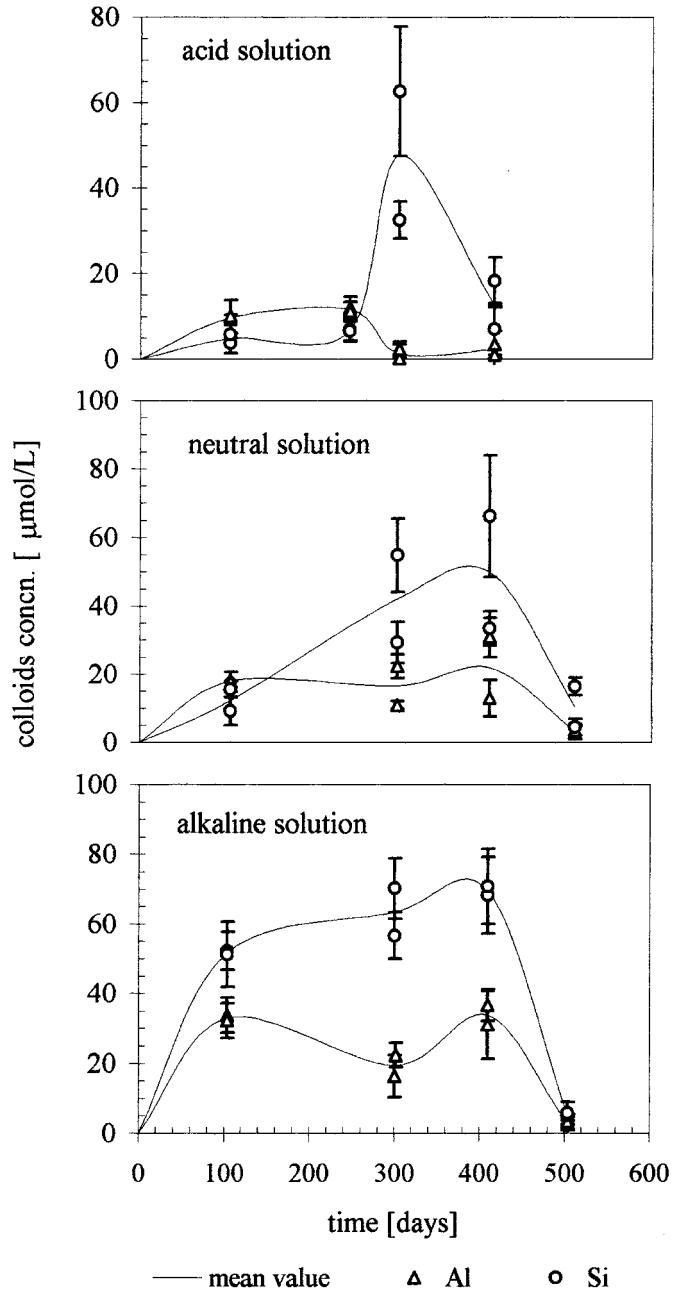 80
acid solution
60
40
20
0
100
neutral solution
80
60
40
20
0
colloids concn. [ µmol/L]
100
alkaline solution
80
60
40
20
0
0 100 200 300 400 500 600
time [days]
mean value Al Si